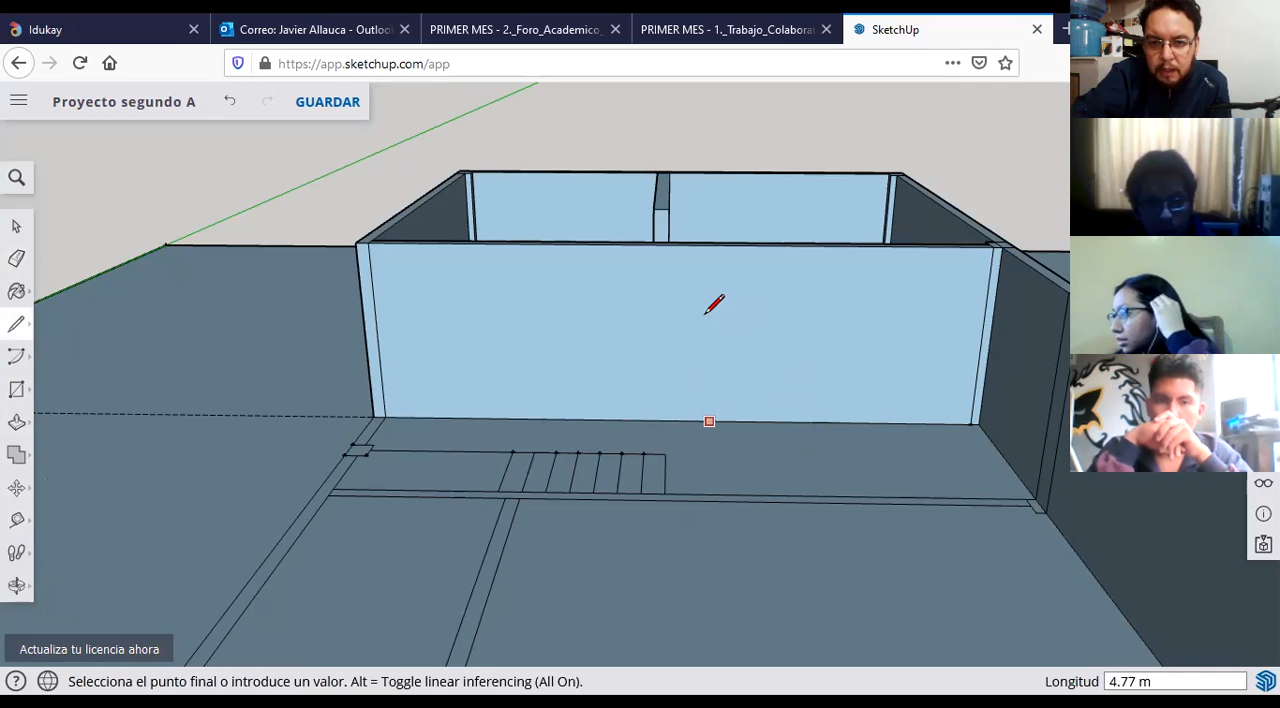 Idukay
Correo: Javier Allauca - Outloo
PRIMER MES - 2._Foro_Academico_
PRIMER MES - 1._Trabajo_Colabora
SketchUp
https://app.sketchup.com/app
Proyecto segundo A
GUARDAR
Actualiza tu licencia ahora
Selecciona el punto final o introduce un valor. Alt = Toggle linear inferencing (All On).
Longitud 4.77 m